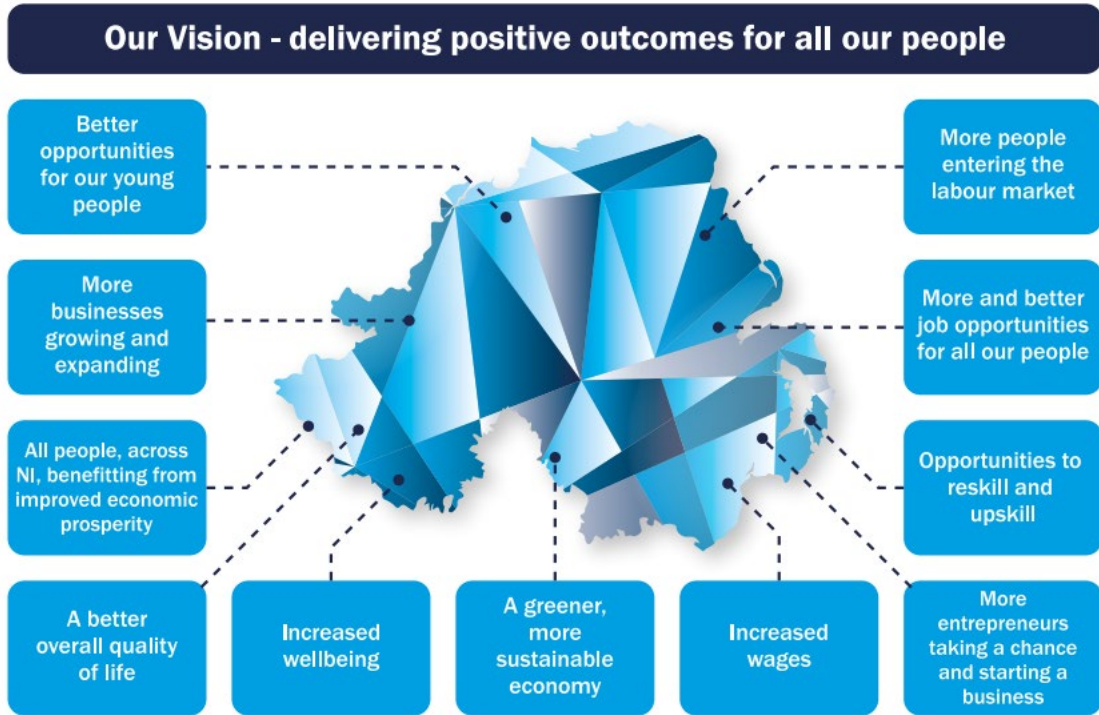 Our Vision - delivering positive outcomes for all our people
Better
opportunities
for our young
people
More people
entering the
labour market
More
businesses
growing and
expanding
More and better
job opportunities
for all our people
All people, across
NI, benefitting from
improved economic
prosperity
Opportunities to
reskill and
upskill
A better
overall quality
of life
Increased
wellbeing
A greener,
more
sustainable
economy
Increased
wages
More
entrepreneurs
taking a chance
and starting a
business